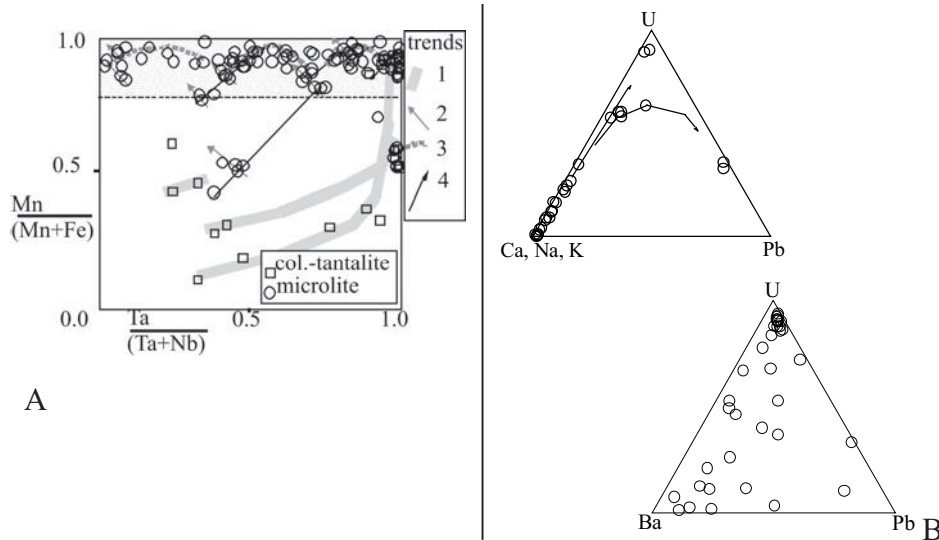 1.0
trends
1
2
3
4
0.5
Mn
(Mn+Fe)
col.-tantalite
microlite
0.0
Ta
(Ta+Nb)
0.5
1.0
A
U
Ca, Na, K
Pb
U
Ba
Pb
B